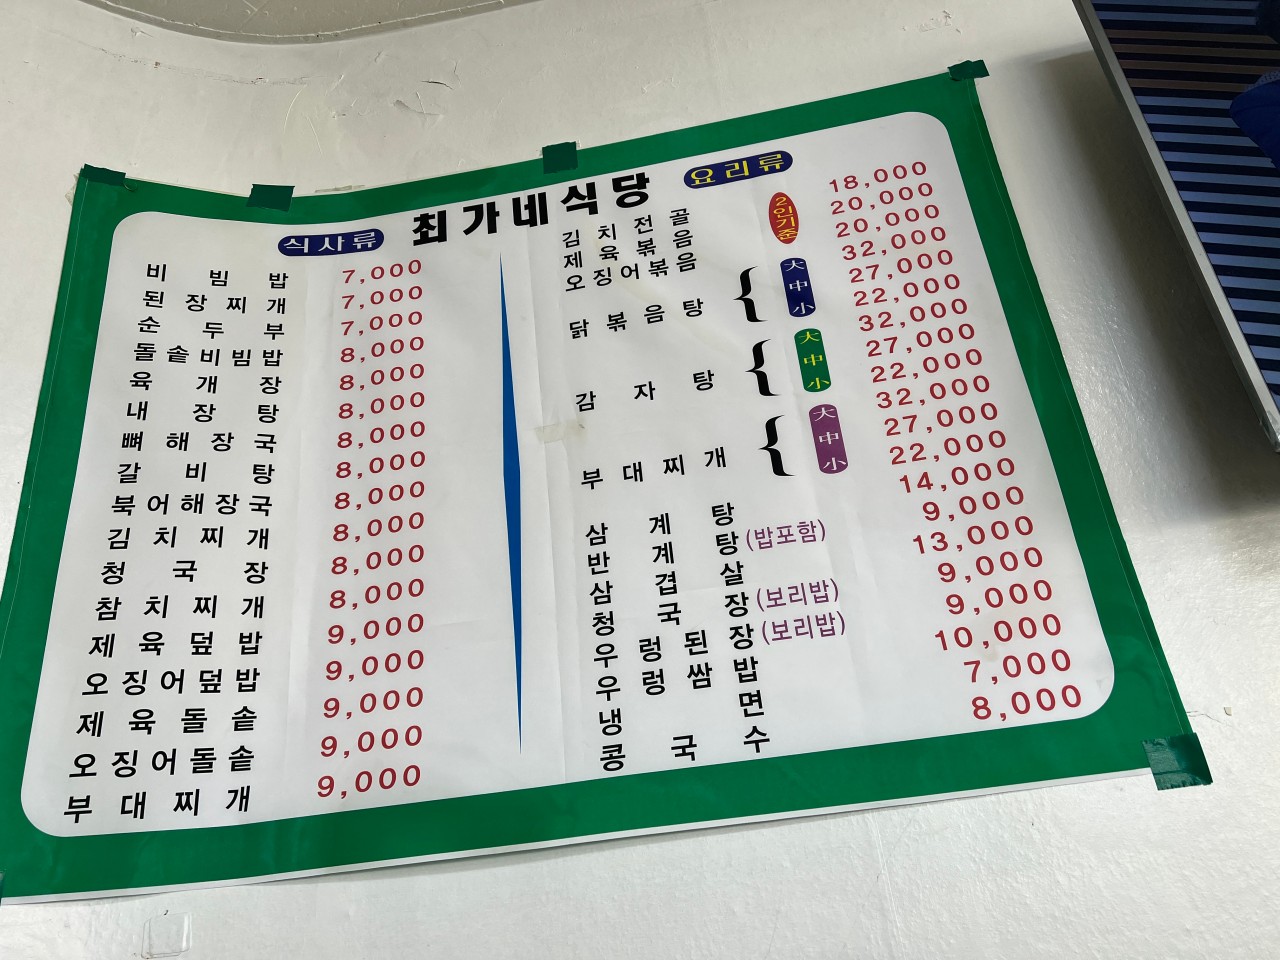 최가네식당
식사류
비빔밥 7,000
된장찌개 7,000
순두부 7,000
돌솥비빔밥 8,000
육개장 8,000
내장탕 8,000
뼈해장국 8,000
갈비탕 8,000
북어해장국 8,000
김치찌개 8,000
청국장 8,000
참치찌개 8,000
제육덮밥 9,000
오징어덮밥 9,000
제육돌솥 9,000
오징어돌솥 9,000
부대찌개 9,000
요리류
2인기준
김치전골 18,000
제육볶음 20,000
오징어볶음 20,000
닭볶음탕 { 大 32,000
中 27,000
小 22,000
감자탕 { 大 32,000
中 27,000
小 22,000
부대찌개 { 大 32,000
中 27,000
小 22,000
삼계탕 14,000
반계탕 (밥포함) 9,000
삼겹살 13,000
청국장 (보리밥) 9,000
우렁된장 (보리밥) 9,000
우렁쌈밥 10,000
냉면 7,000
콩국수 8,000